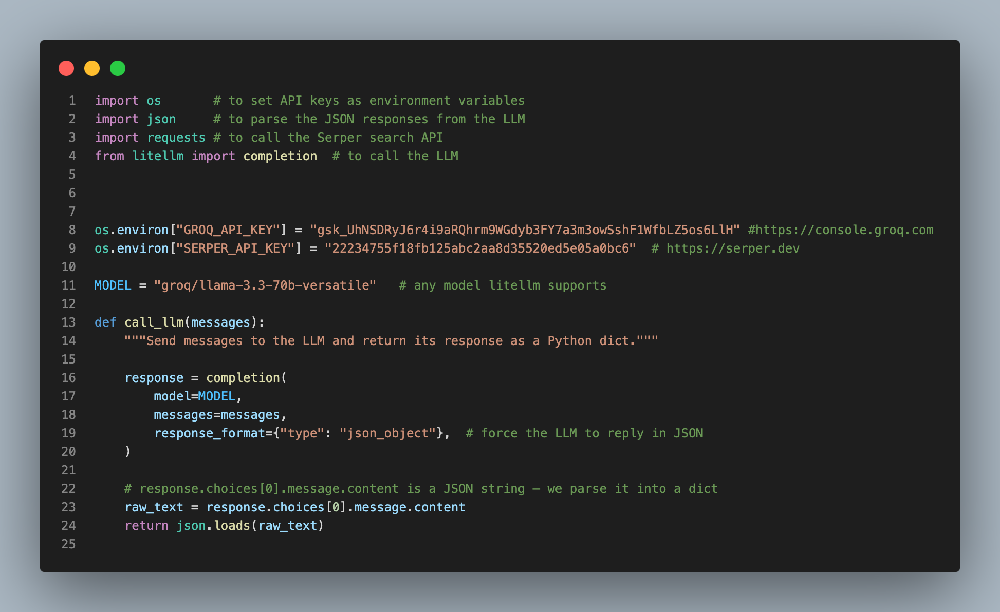 1 import os       # to set API keys as environment variables
2 import json     # to parse the JSON responses from the LLM
3 import requests # to call the Serper search API
4 from litellm import completion  # to call the LLM
5
6
7
8 os.environ["GROQ_API_KEY"] = "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" #https://console.groq.com
9 os.environ["SERPER_API_KEY"] = "22234755f18fb125abc2aa8d35520ed5e05a0bc6"  # https://serper.dev
10
11 MODEL = "groq/llama-3.3-70b-versatile"   # any model litellm supports
12
13 def call_llm(messages):
14     """Send messages to the LLM and return its response as a Python dict."""
15
16     response = completion(
17         model=MODEL,
18         messages=messages,
19         response_format={"type": "json_object"},  # force the LLM to reply in JSON
20     )
21
22     # response.choices[0].message.content is a JSON string — we parse it into a dict
23     raw_text = response.choices[0].message.content
24     return json.loads(raw_text)
25